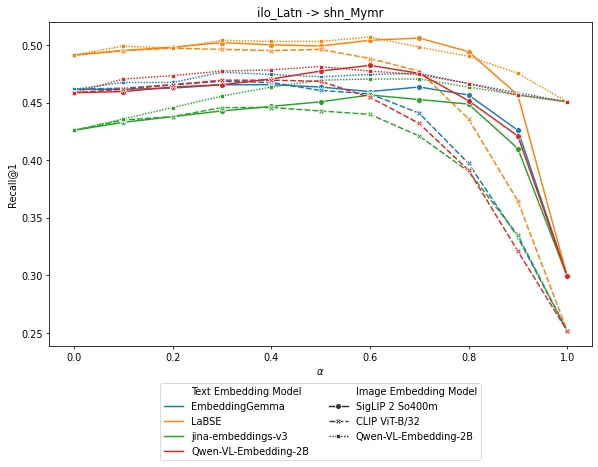 ilo_Latn -> shn_Mymr
Recall@1
0.50
0.45
0.40
0.35
0.30
0.25
0.0 0.2 0.4 0.6 0.8 1.0
α
Text Embedding Model Image Embedding Model
EmbeddingGemma SigLIP 2 So400m
LaBSE CLIP ViT-B/32
jina-embeddings-v3 Qwen-VL-Embedding-2B
Qwen-VL-Embedding-2B